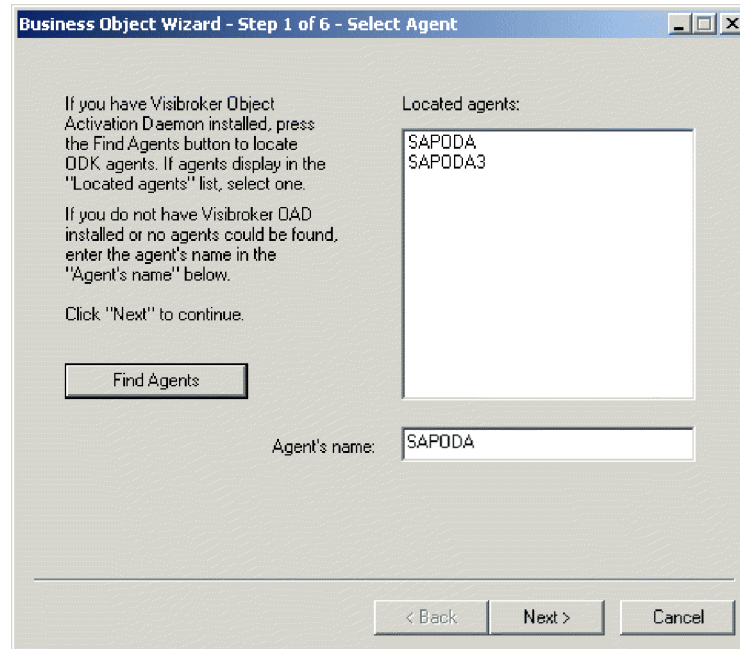 Business Object Wizard - Step 1 of 6 - Select Agent
If you have Visibroker Object
Activation Daemon installed, press
the Find Agents button to locate
ODK agents. If agents display in the
"Located agents" list, select one.
If you do not have Visibroker OAD
installed or no agents could be found,
enter the agent's name in the
"Agent's name" below.
Click "Next" to continue.
Find Agents
Located agents:
SAPODA
SAPODA3
Agent's name:
SAPODA
< Back
Next >
Cancel